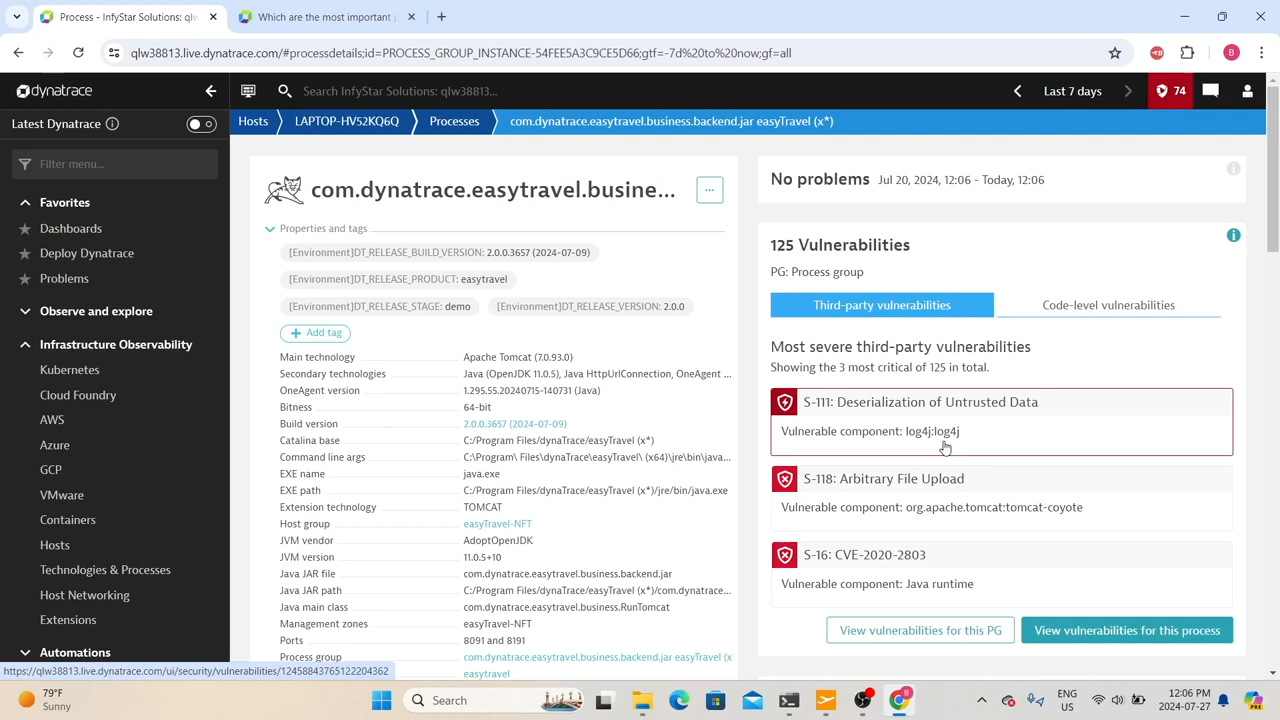 Process - InfyStar Solutions: qlw
Which are the most important p
qlw38813.live.dynatrace.com/#processdetails;id=PROCESS_GROUP_INSTANCE-54FEE5A3C9CE5D66;gtf=-7d%20to%20now;gf=all
B
dynatrace
Search InfyStar Solutions: qlw38813...
Last 7 days
74
Latest Dynatrace
Hosts
LAPTOP-HV52KQ6Q
Processes
com.dynatrace.easytravel.business.backend.jar easyTravel (x*)
Filter menu...
Favorites
Dashboards
Deploy Dynatrace
Problems
Observe and explore
Infrastructure Observability
Kubernetes
Cloud Foundry
AWS
Azure
GCP
VMware
Containers
Hosts
Technologies & Processes
Host Networking
Extensions
Automations
com.dynatrace.easytravel.busine...
...
Properties and tags
[Environment]DT_RELEASE_BUILD_VERSION: 2.0.0.3657 (2024-07-09)
[Environment]DT_RELEASE_PRODUCT: easytravel
[Environment]DT_RELEASE_STAGE: demo
[Environment]DT_RELEASE_VERSION: 2.0.0
Add tag
Main technology Apache Tomcat (7.0.93.0)
Secondary technologies Java (OpenJDK 11.0.5), Java HttpUrlConnection, OneAgent ...
OneAgent version 1.295.55.20240715-140731 (Java)
Bitness 64-bit
Build version 2.0.0.3657 (2024-07-09)
Catalina base C:/Program Files/dynaTrace/easyTravel (x*)
Command line args C:\Program\ Files\dynaTrace\easyTravel\ (x64)\jre\bin\java...
EXE name java.exe
EXE path C:/Program Files/dynaTrace/easyTravel (x*)/jre/bin/java.exe
Extension technology TOMCAT
Host group easyTravel-NFT
JVM vendor AdoptOpenJDK
JVM version 11.0.5+10
Java JAR file com.dynatrace.easytravel.business.backend.jar
Java JAR path C:/Program Files/dynaTrace/easyTravel (x*)/com.dynatrace...
Java main class com.dynatrace.easytravel.business.RunTomcat
Management zones easyTravel-NFT
Ports 8091 and 8191
Process group com.dynatrace.easytravel.business.backend.jar easyTravel (x
easytravel
No problems Jul 20, 2024, 12:06 - Today, 12:06
125 Vulnerabilities
PG: Process group
Third-party vulnerabilities
Code-level vulnerabilities
Most severe third-party vulnerabilities
Showing the 3 most critical of 125 in total.
S-111: Deserialization of Untrusted Data
Vulnerable component: log4j:log4j
S-118: Arbitrary File Upload
Vulnerable component: org.apache.tomcat:tomcat-coyote
S-16: CVE-2020-2803
Vulnerable component: Java runtime
View vulnerabilities for this PG
View vulnerabilities for this process
https://qlw38813.live.dynatrace.com/ui/security/vulnerabilities/12458843765122204362
79°F
Sunny
Search
ENG
US
12:06 PM
2024-07-27